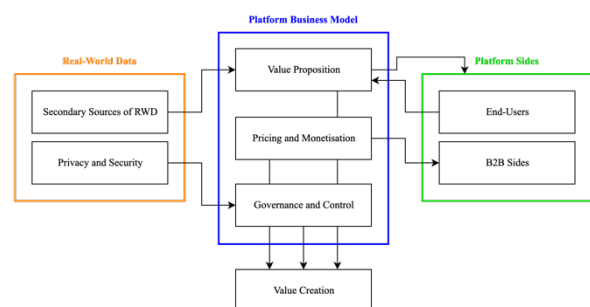 Platform Business Model
Real-World Data
Platform Sides
Value Proposition
Secondary Sources of RWD
End-Users
Pricing and Monetisation
Privacy and Security
B2B Sides
Governance and Control
Value Creation